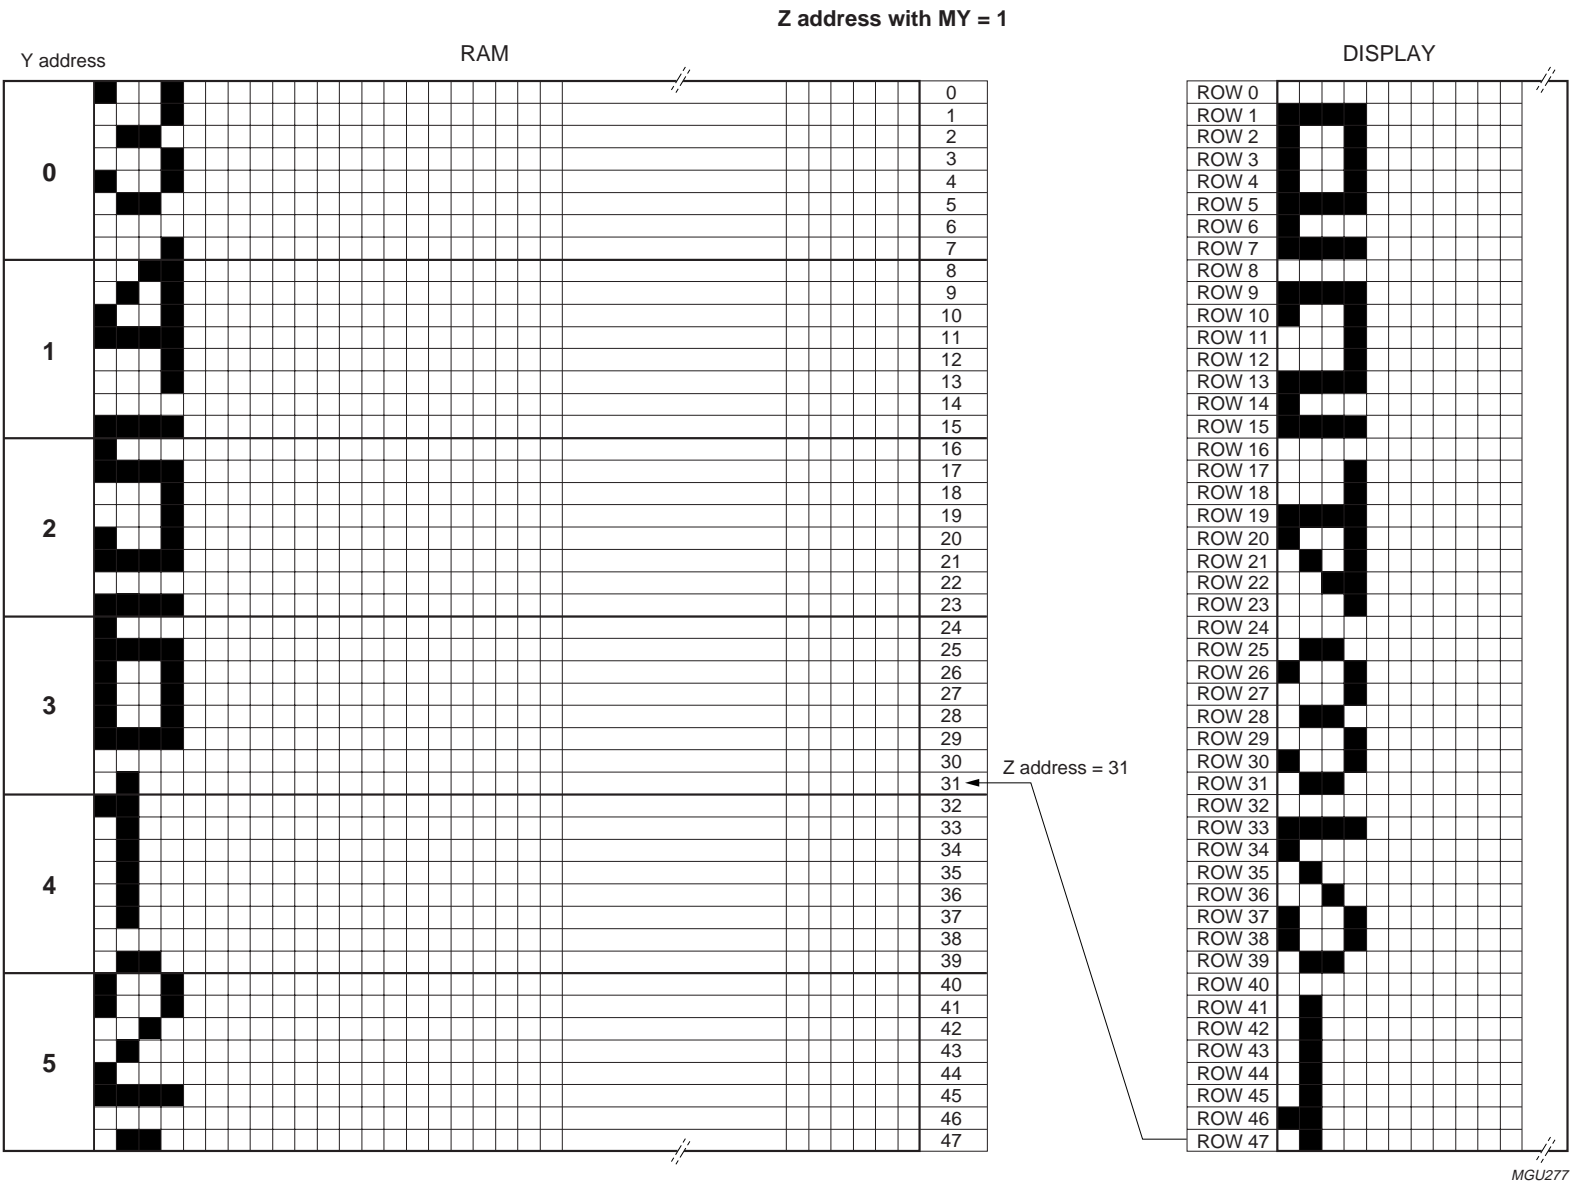 Z address with MY = 1
Y address
RAM
DISPLAY
0
1
2
3
4
5
0
1
2
3
4
5
6
7
8
9
10
11
12
13
14
15
16
17
18
19
20
21
22
23
24
25
26
27
28
29
30
31
32
33
34
35
36
37
38
39
40
41
42
43
44
45
46
47
Z address = 31
ROW 0
ROW 1
ROW 2
ROW 3
ROW 4
ROW 5
ROW 6
ROW 7
ROW 8
ROW 9
ROW 10
ROW 11
ROW 12
ROW 13
ROW 14
ROW 15
ROW 16
ROW 17
ROW 18
ROW 19
ROW 20
ROW 21
ROW 22
ROW 23
ROW 24
ROW 25
ROW 26
ROW 27
ROW 28
ROW 29
ROW 30
ROW 31
ROW 32
ROW 33
ROW 34
ROW 35
ROW 36
ROW 37
ROW 38
ROW 39
ROW 40
ROW 41
ROW 42
ROW 43
ROW 44
ROW 45
ROW 46
ROW 47
MGU277